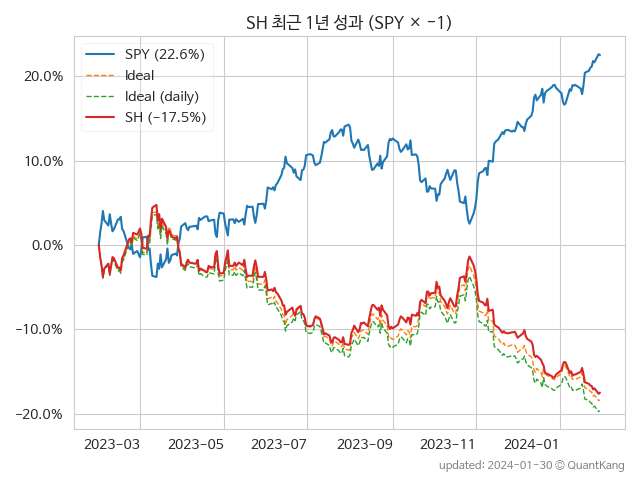 SH 최근 1년 성과 (SPY × −1)
SPY (22.6%)
Ideal
Ideal (daily)
SH (−17.5%)
20.0%
10.0%
0.0%
−10.0%
−20.0%
2023-03 2023-05 2023-07 2023-09 2023-11 2024-01
updated: 2024-01-30 © QuantKang